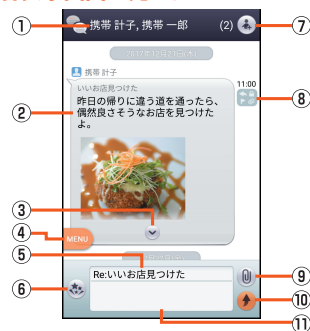 ① 携帯 計子, 携帯 一郎 (2) ⑦
携帯 計子
いいお店見つけた
11:00
⑧
② 昨日の帰りに違う道を通ったら、
偶然良さそうなお店を見つけた
よ。
③
④ MENU
⑤
⑥ Re:いいお店見つけた ⑨
⑩
⑪